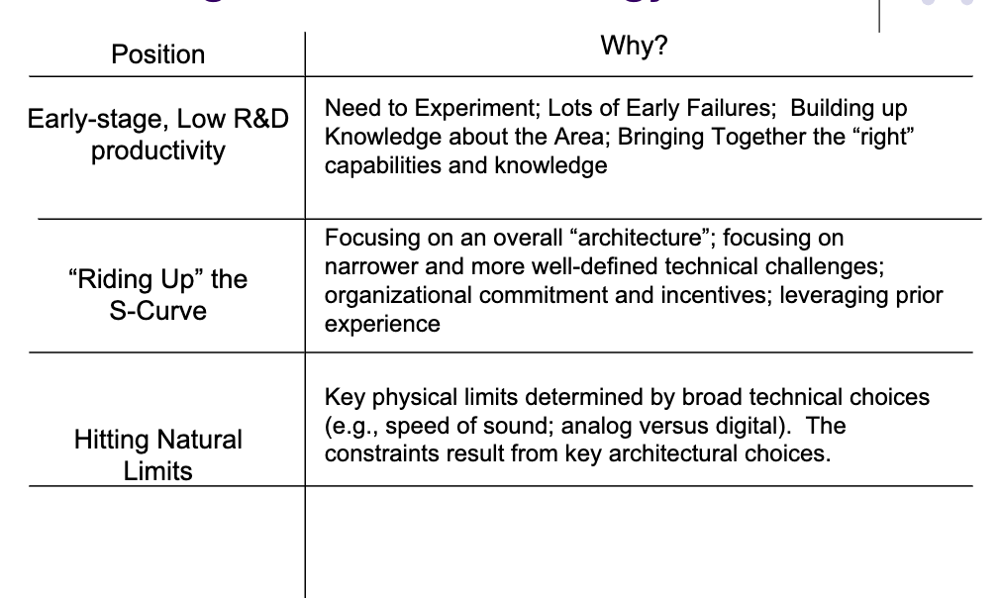 Position
Why?
Early-stage, Low R&D
productivity
Need to Experiment; Lots of Early Failures;  Building up
Knowledge about the Area; Bringing Together the “right”
capabilities and knowledge
“Riding Up” the
S-Curve
Focusing on an overall “architecture”; focusing on
narrower and more well-defined technical challenges;
organizational commitment and incentives; leveraging prior
experience
Hitting Natural
Limits
Key physical limits determined by broad technical choices
(e.g., speed of sound; analog versus digital).  The
constraints result from key architectural choices.